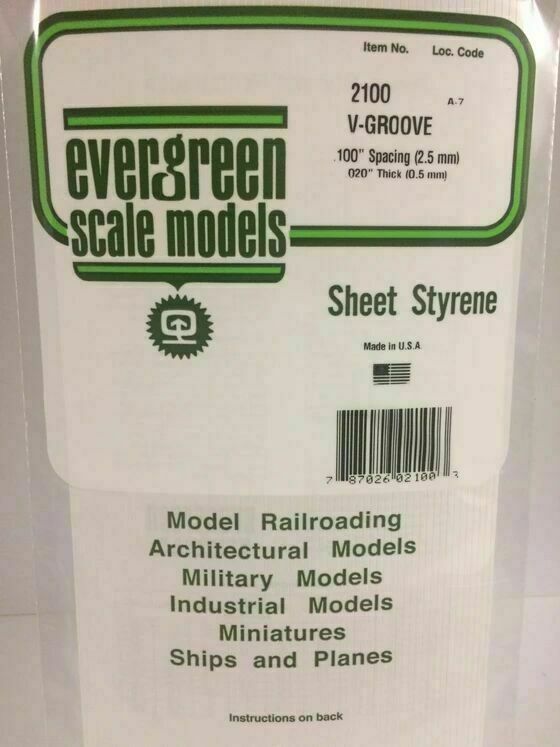 Item No. Loc. Code
2100 A.7
V-GROOVE
.100" Spacing (2.5 mm)
020" Thick (0.5 mm)
evergreen
scale models
Sheet Styrene
Made in U.S.A
7 87026 02100 3
Model Railroading
Architectural Models
Military Models
Industrial Models
Miniatures
Ships and Planes
Instructions on back